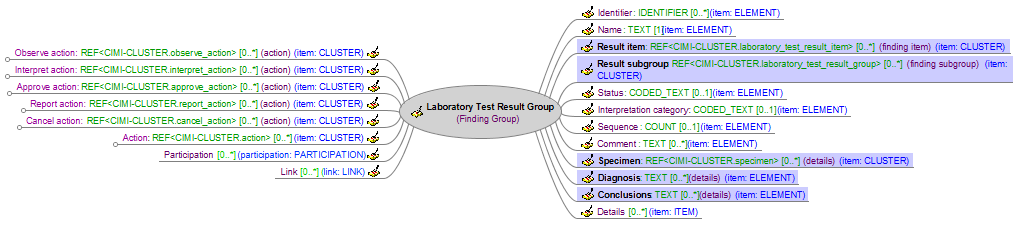 Observe action: REF<CIMI-CLUSTER.observe_action> [0..*] (action) (item: CLUSTER)
Interpret action: REF<CIMI-CLUSTER.interpret_action> [0..*] (action) (item: CLUSTER)
Approve action: REF<CIMI-CLUSTER.approve_action> [0..*] (action) (item: CLUSTER)
Report action: REF<CIMI-CLUSTER.report_action> [0..*] (action) (item: CLUSTER)
Cancel action: REF<CIMI-CLUSTER.cancel_action> [0..*] (action) (item: CLUSTER)
Action: REF<CIMI-CLUSTER.action> [0..*] (item: CLUSTER)
Participation [0..*] (participation: PARTICIPATION)
Link [0..*] (link: LINK)
Laboratory Test Result Group
(Finding Group)
Identifier: IDENTIFIER [0..*](item: ELEMENT)
Name: TEXT [1](item: ELEMENT)
Result item: REF<CIMI-CLUSTER.laboratory_test_result_item> [0..*] (finding item) (item: CLUSTER)
Result subgroup REF<CIMI-CLUSTER.laboratory_test_result_group> [0..*] (finding subgroup) (item:
CLUSTER)
Status: CODED_TEXT [0..1](item: ELEMENT)
Interpretation category: CODED_TEXT [0..1](item: ELEMENT)
Sequence : COUNT [0..1](item: ELEMENT)
Comment : TEXT [0..*](item: ELEMENT)
Specimen: REF<CIMI-CLUSTER.specimen> [0..*] (details) (item: CLUSTER)
Diagnosis: TEXT [0..*](details) (item: ELEMENT)
Conclusions: TEXT [0..*](details) (item: ELEMENT)
Details [0..*] (item: ITEM)